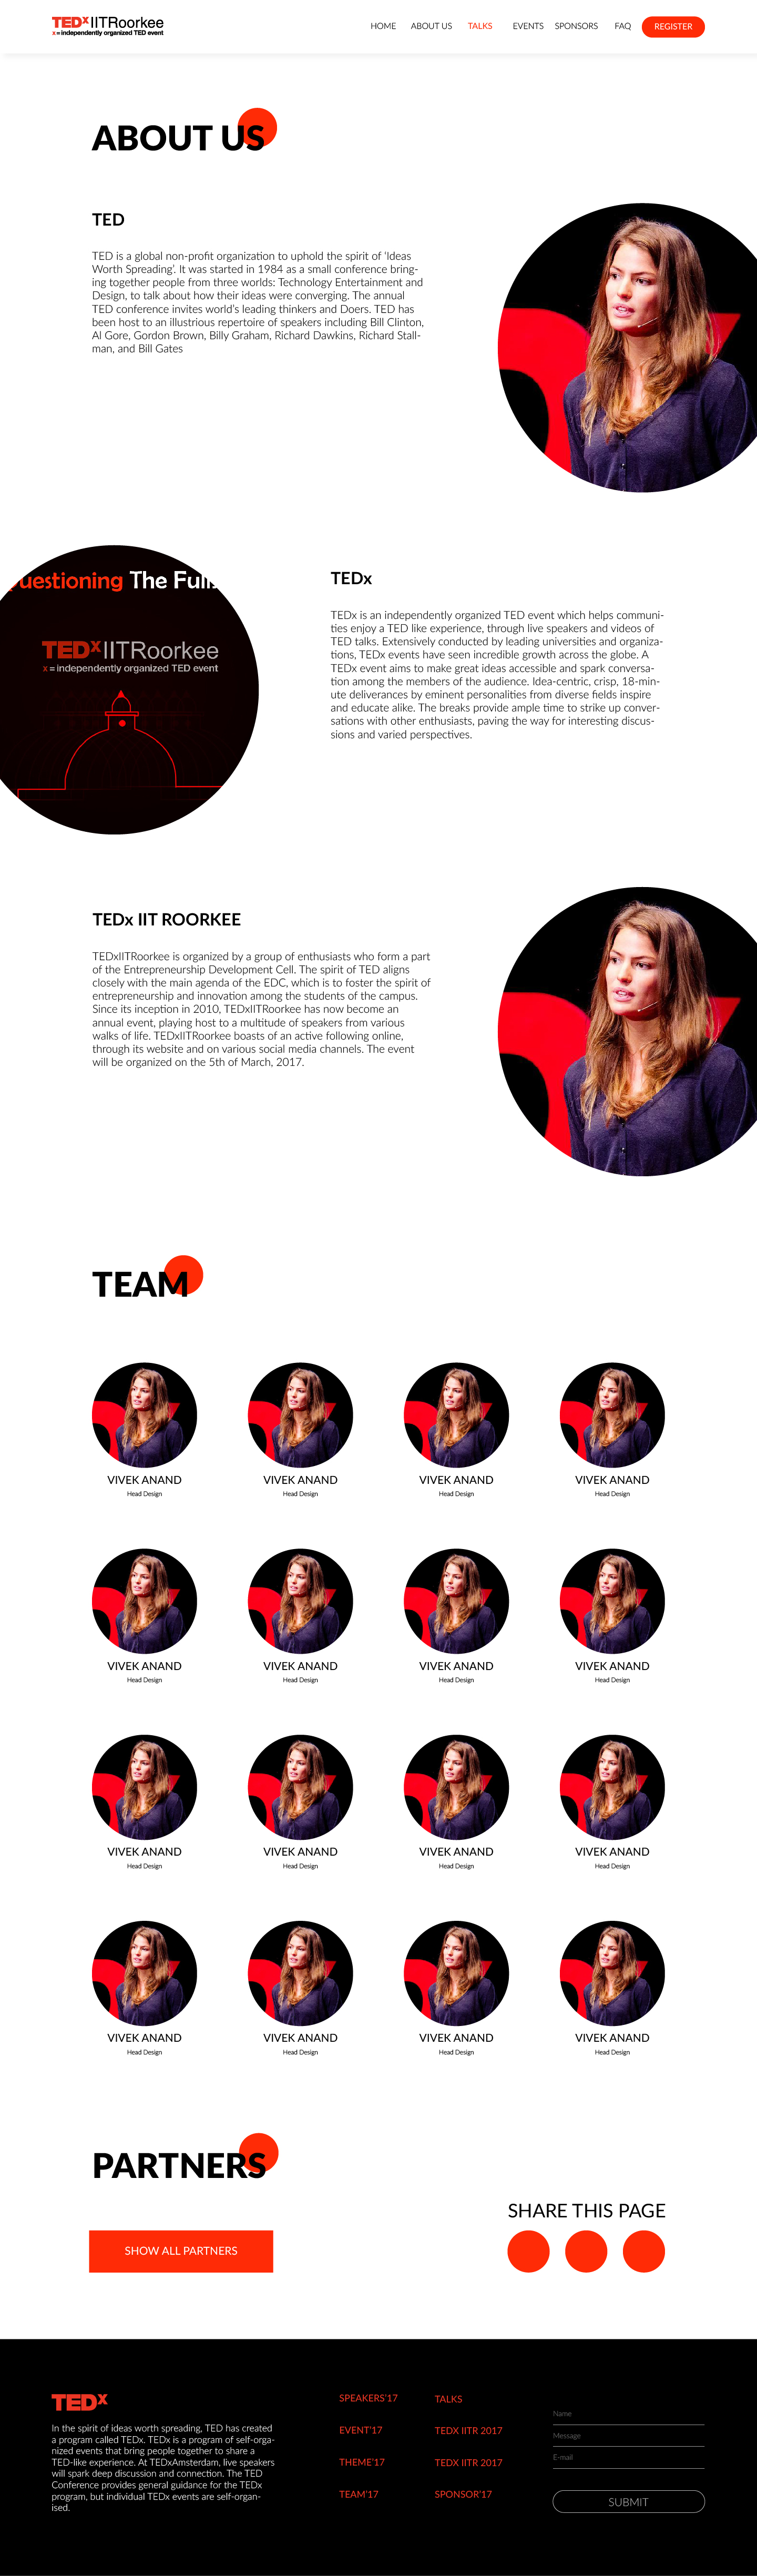 TEDxIITRoorkee
x = independently organized TED event
HOME ABOUT US TALKS EVENTS SPONSORS FAQ REGISTER
ABOUT US
TED
TED is a global non-profit organization to uphold the spirit of ‘Ideas
Worth Spreading’. It was started in 1984 as a small conference bring-
ing together people from three worlds: Technology Entertainment and
Design, to talk about how their ideas were converging. The annual
TED conference invites world’s leading thinkers and Doers. TED has
been host to an illustrious repertoire of speakers including Bill Clinton,
Al Gore, Gordon Brown, Billy Graham, Richard Dawkins, Richard Stall-
man, and Bill Gates
uestioning The Full
TEDxIITRoorkee
x = independently organized TED event
TEDx
TEDx is an independently organized TED event which helps communi-
ties enjoy a TED like experience, through live speakers and videos of
TED talks. Extensively conducted by leading universities and organiza-
tions, TEDx events have seen incredible growth across the globe. A
TEDx event aims to make great ideas accessible and spark conversa-
tion among the members of the audience. Idea-centric, crisp, 18-min-
ute deliverances by eminent personalities from diverse fields inspire
and educate alike. The breaks provide ample time to strike up conver-
sations with other enthusiasts, paving the way for interesting discus-
sions and varied perspectives.
TEDx IIT ROORKEE
TEDxIITRoorkee is organized by a group of enthusiasts who form a part
of the Entrepreneurship Development Cell. The spirit of TED aligns
closely with the main agenda of the EDC, which is to foster the spirit of
entrepreneurship and innovation among the students of the campus.
Since its inception in 2010, TEDxIITRoorkee has now become an
annual event, playing host to a multitude of speakers from various
walks of life. TEDxIITRoorkee boasts of an active following online,
through its website and on various social media channels. The event
will be organized on the 5th of March, 2017.
TEAM
VIVEK ANAND VIVEK ANAND VIVEK ANAND VIVEK ANAND
Head Design Head Design Head Design Head Design
VIVEK ANAND VIVEK ANAND VIVEK ANAND VIVEK ANAND
Head Design Head Design Head Design Head Design
VIVEK ANAND VIVEK ANAND VIVEK ANAND VIVEK ANAND
Head Design Head Design Head Design Head Design
VIVEK ANAND VIVEK ANAND VIVEK ANAND VIVEK ANAND
Head Design Head Design Head Design Head Design
PARTNERS
SHOW ALL PARTNERS
SHARE THIS PAGE
TEDx
In the spirit of ideas worth spreading, TED has created
a program called TEDx. TEDx is a program of self-orga-
nized events that bring people together to share a
TED-like experience. At TEDxAmsterdam, live speakers
will spark deep discussion and connection. The TED
Conference provides general guidance for the TEDx
program, but individual TEDx events are self-organ-
ised.
SPEAKERS’17
EVENT’17
THEME’17
TEAM’17
TALKS
TEDX IITR 2017
TEDX IITR 2017
SPONSOR’17
Name
Message
E-mail
SUBMIT